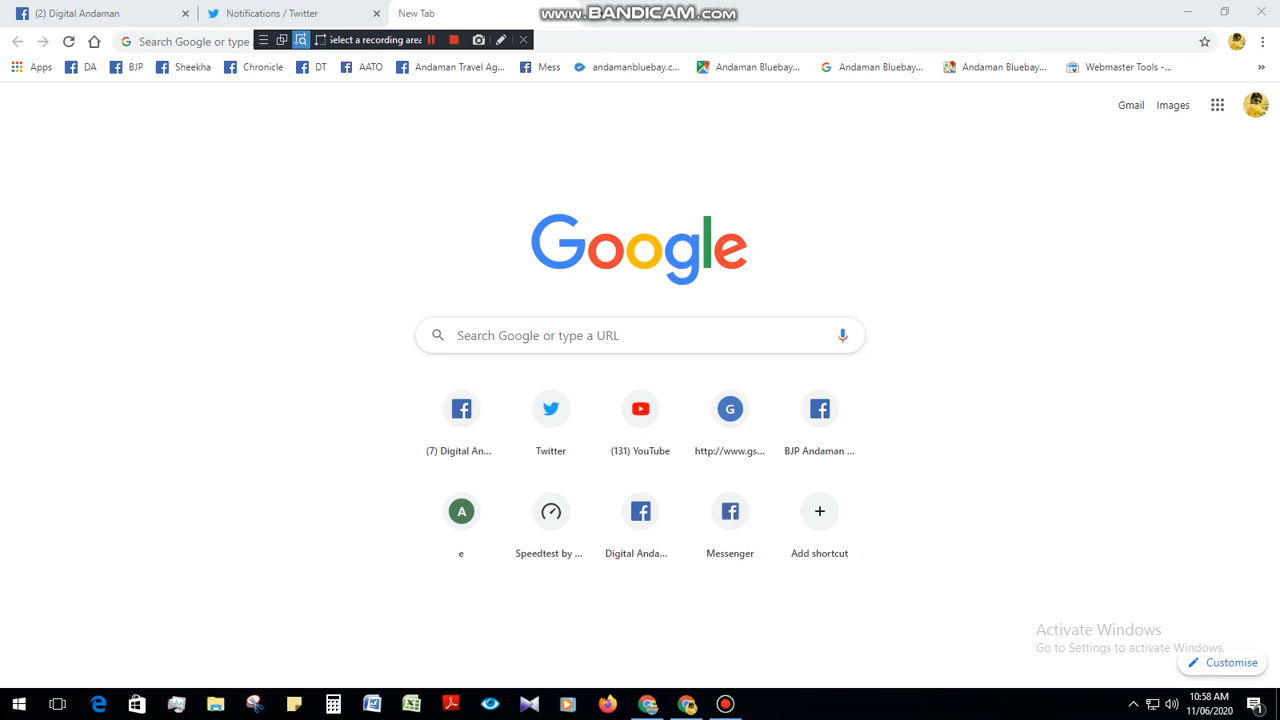 (2) Digital Andaman
Notifications / Twitter
New Tab
www.BANDICAM.com
Search Google or type
Select a recording area
Apps
DA
BJP
Sheekha
Chronicle
DT
AATO
Andaman Travel Ag...
Mess
andamanbluebay.c...
Andaman Bluebay...
Andaman Bluebay...
Andaman Bluebay...
Webmaster Tools -...
»
Gmail
Images
Google
Search Google or type a URL
G
(7) Digital An...
Twitter
(131) YouTube
http://www.gs...
BJP Andaman ...
A
e
Speedtest by ...
Digital Anda...
Messenger
Add shortcut
Activate Windows
Go to Settings to activate Windows.
Customise
10:58 AM
11/06/2020
1